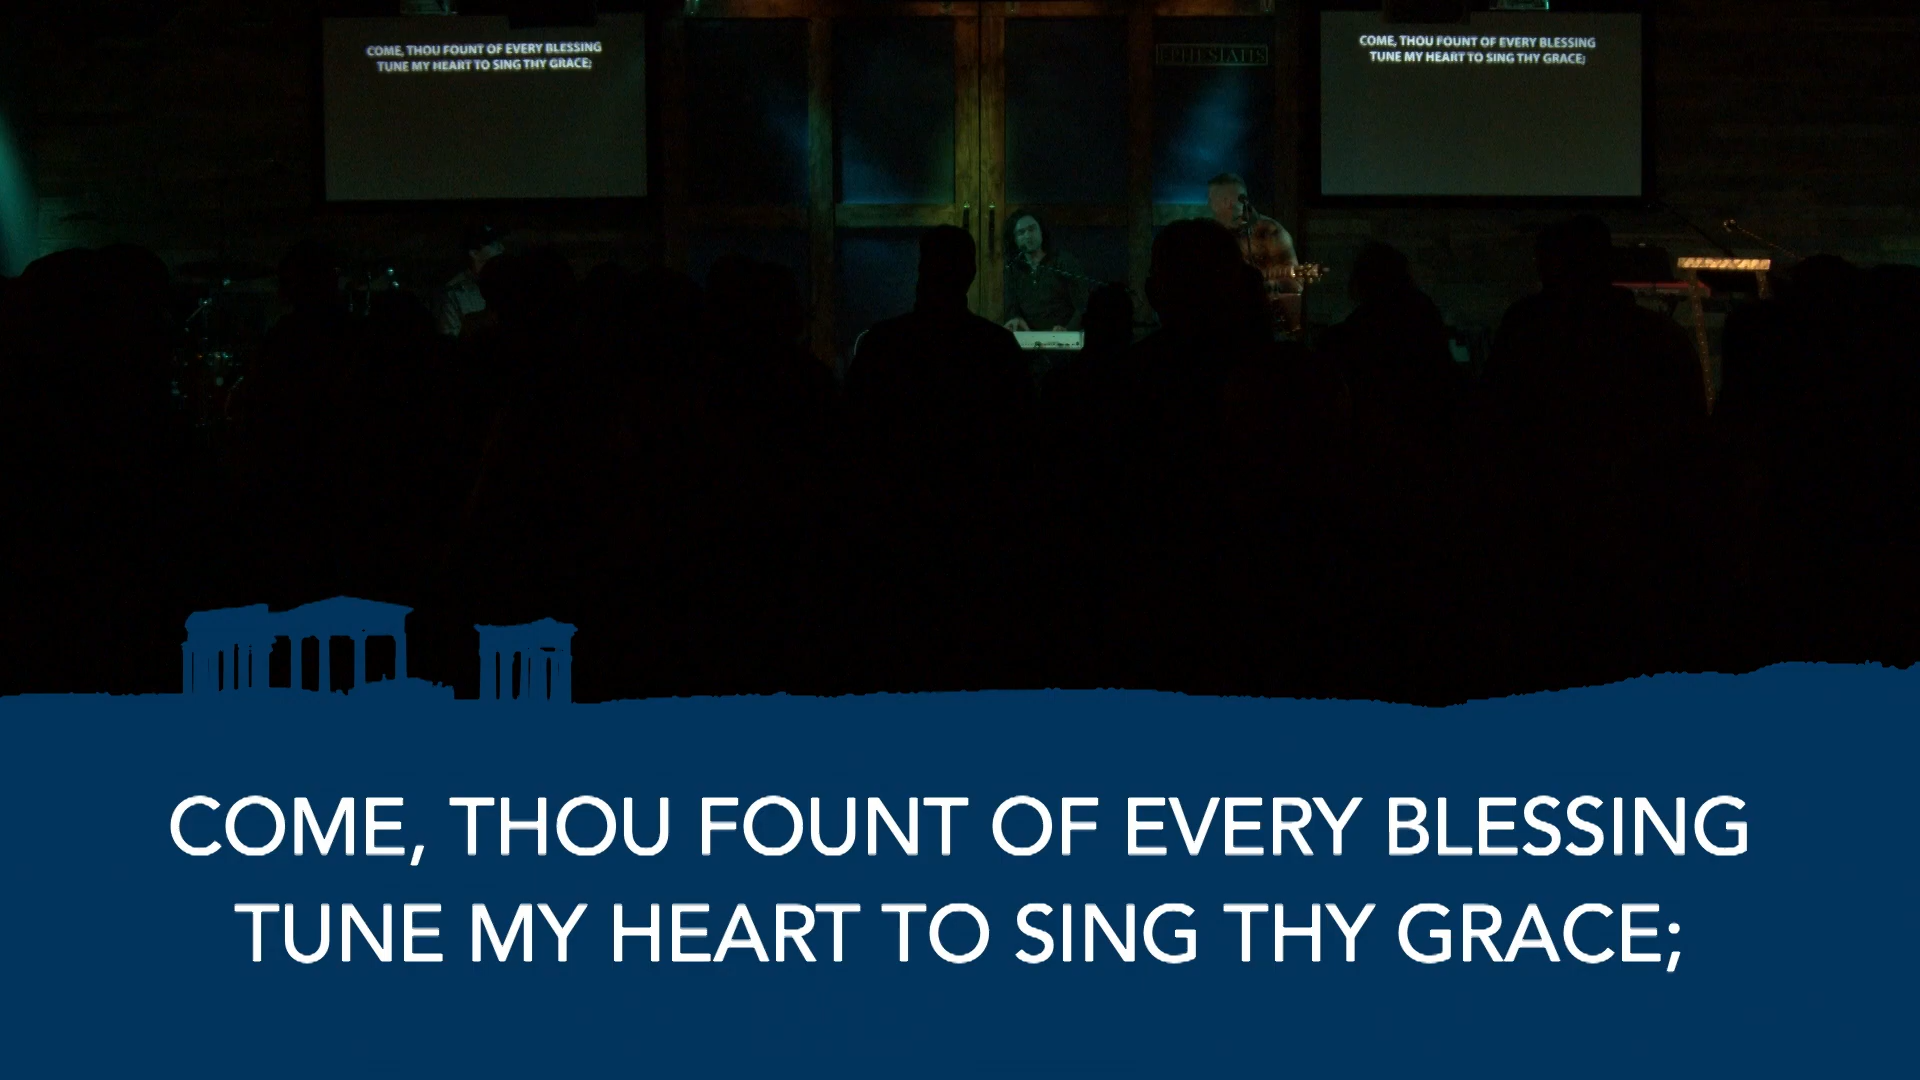 COME, THOU FOUNT OF EVERY BLESSING
TUNE MY HEART TO SING THY GRACE;
COME, THOU FOUNT OF EVERY BLESSING
TUNE MY HEART TO SING THY GRACE;
EPHESIANS
COME, THOU FOUNT OF EVERY BLESSING
TUNE MY HEART TO SING THY GRACE;